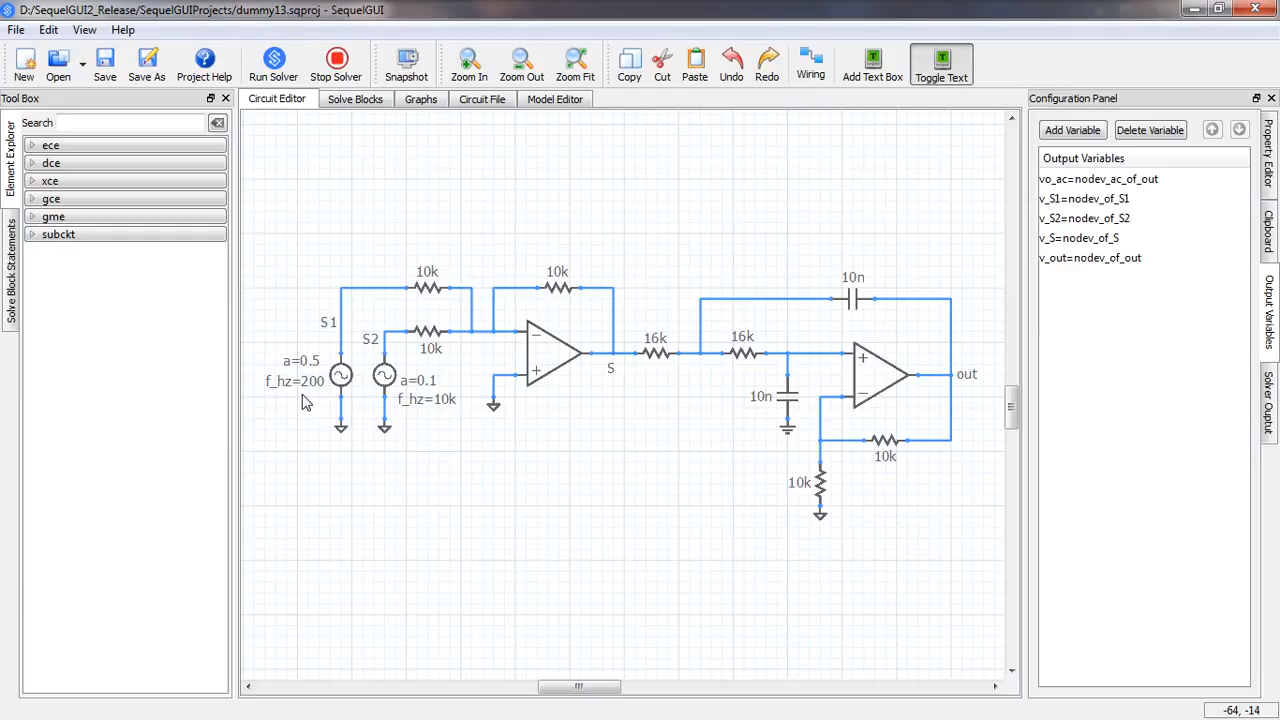 D:/SequelGUI2_Release/SequelGUIProjects/dummy13.sqproj - SequelGUI
File Edit View Help
New Open Save Save As Project Help Run Solver Stop Solver Snapshot Zoom In Zoom Out Zoom Fit Copy Cut Paste Undo Redo Wiring Add Text Box Toggle Text
Tool Box
Circuit Editor Solve Blocks Graphs Circuit File Model Editor
Configuration Panel
Search
Element Explorer
Solve Block Statements
ece
dce
xce
gce
gme
subckt
10k
10k
10n
S1
S2
10k
16k
16k
S
a=0.5
f_hz=200
a=0.1
f_hz=10k
10n
out
10k
10k
Add Variable Delete Variable
Output Variables
vo_ac=nodev_ac_of_out
v_S1=nodev_of_S1
v_S2=nodev_of_S2
v_S=nodev_of_S
v_out=nodev_of_out
Property Editor
Clipboard
Output Variables
Solver Output
-64, -14